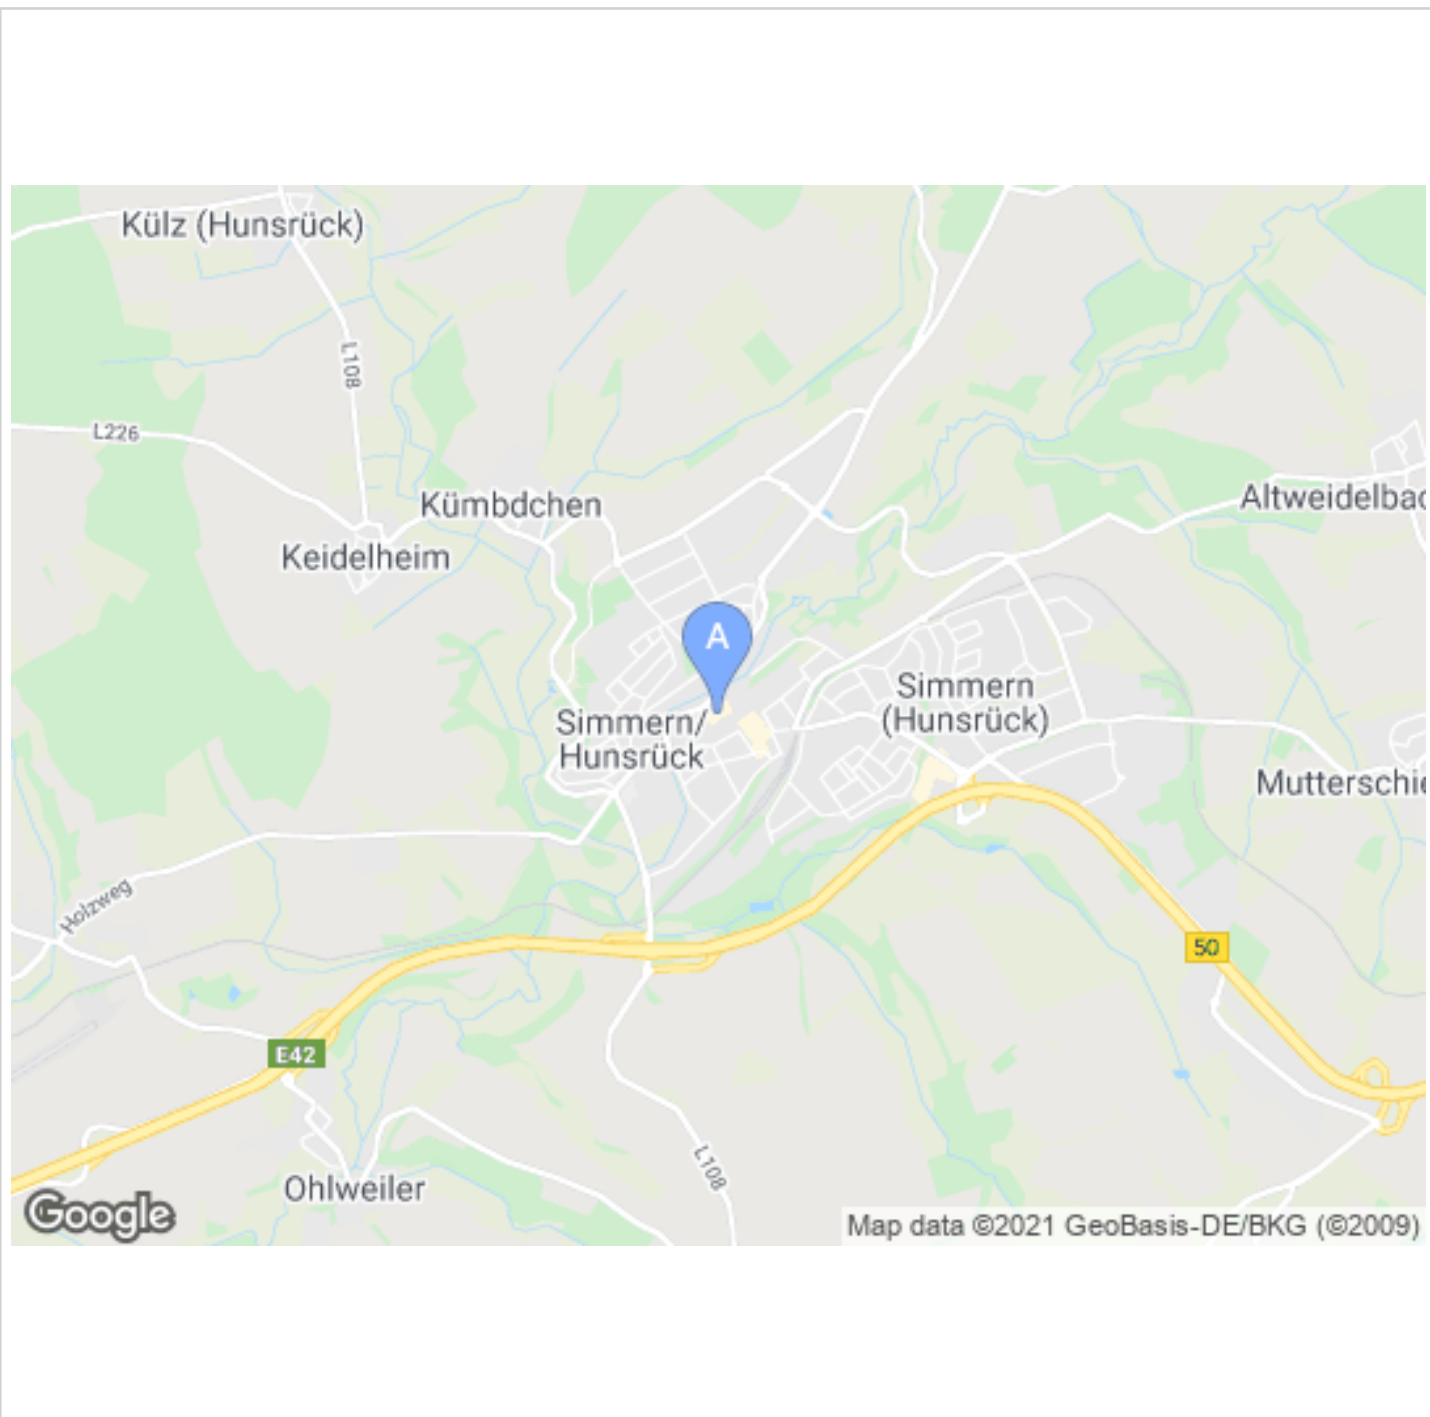 Külz (Hunsrück)
L108
L226
Kümbdchen
Altweidelbac
Keidelheim
A
Simmern
(Hunsrück)
Simmern/
Hunsrück
Mutterschie
Holzweg
50
E42
L108
Ohlweiler
Google
Map data ©2021 GeoBasis-DE/BKG (©2009)